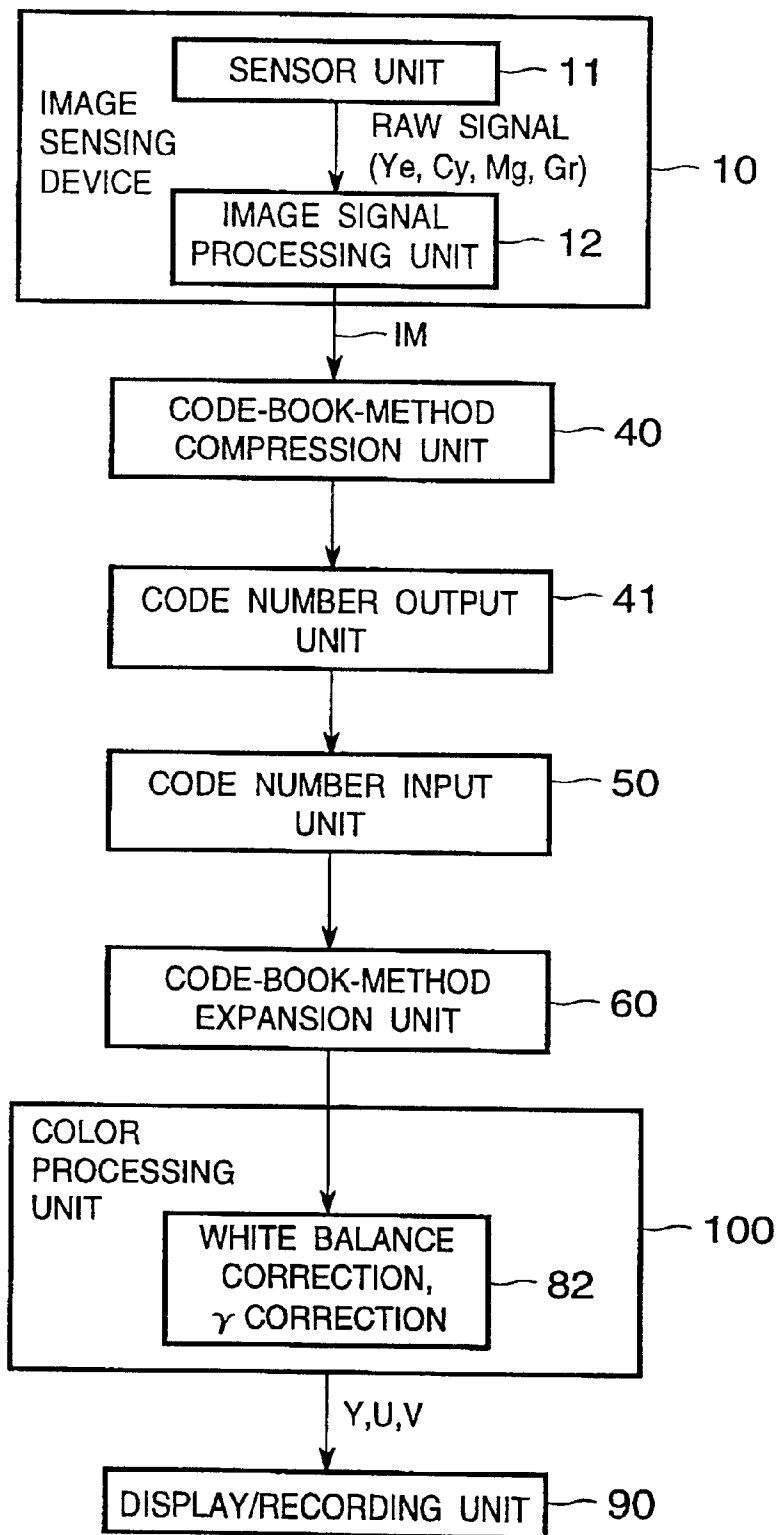 SENSOR UNIT
11
IMAGE
SENSING
DEVICE
RAW SIGNAL
(Ye, Cy, Mg, Gr)
10
IMAGE SIGNAL
PROCESSING UNIT
12
IM
CODE-BOOK-METHOD
COMPRESSION UNIT
40
CODE NUMBER OUTPUT
UNIT
41
CODE NUMBER INPUT
UNIT
50
CODE-BOOK-METHOD
EXPANSION UNIT
60
COLOR
PROCESSING
UNIT
100
WHITE BALANCE
CORRECTION,
γ CORRECTION
82
Y,U,V
DISPLAY/RECORDING UNIT
90